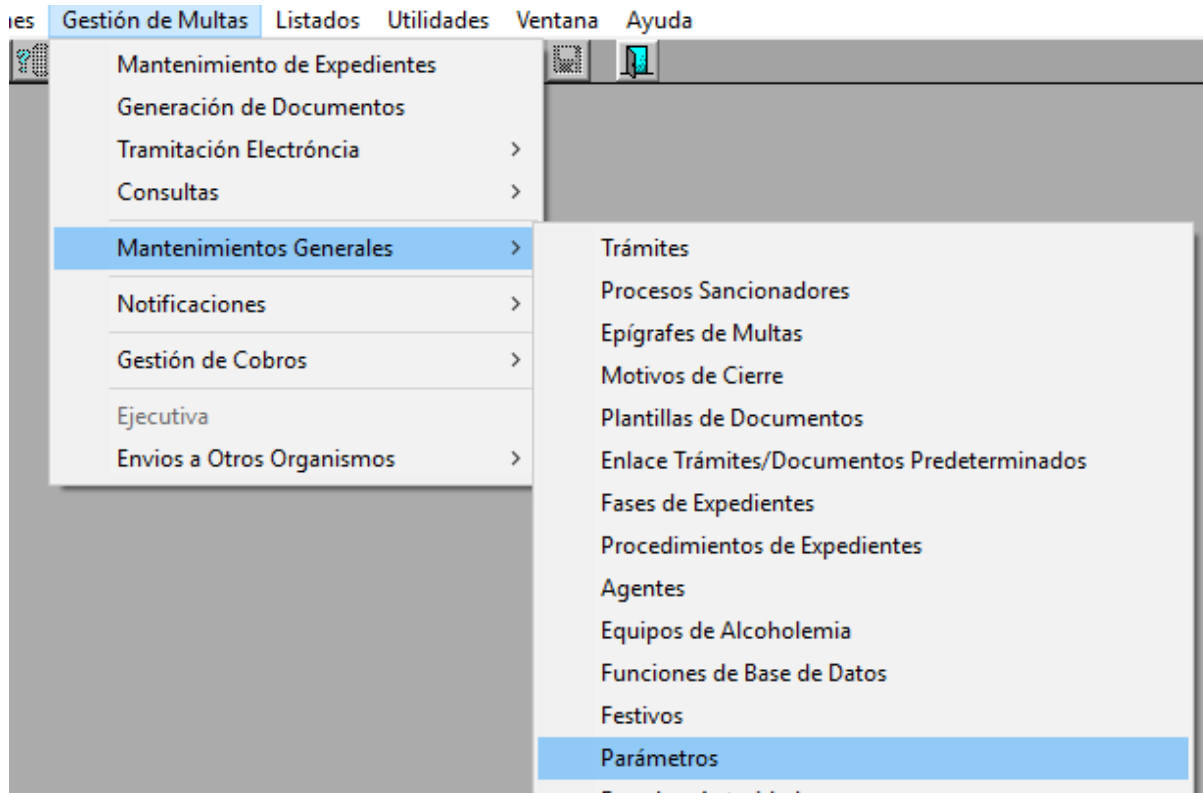 Gestión de Multas Listados Utilidades Ventana Ayuda
Mantenimiento de Expedientes
Generación de Documentos
Tramitación Electróncia
Consultas
Mantenimientos Generales
Notificaciones
Gestión de Cobros
Ejecutiva
Envios a Otros Organismos
Trámites
Procesos Sancionadores
Epígrafes de Multas
Motivos de Cierre
Plantillas de Documentos
Enlace Trámites/Documentos Predeterminados
Fases de Expedientes
Procedimientos de Expedientes
Agentes
Equipos de Alcoholemia
Funciones de Base de Datos
Festivos
Parámetros